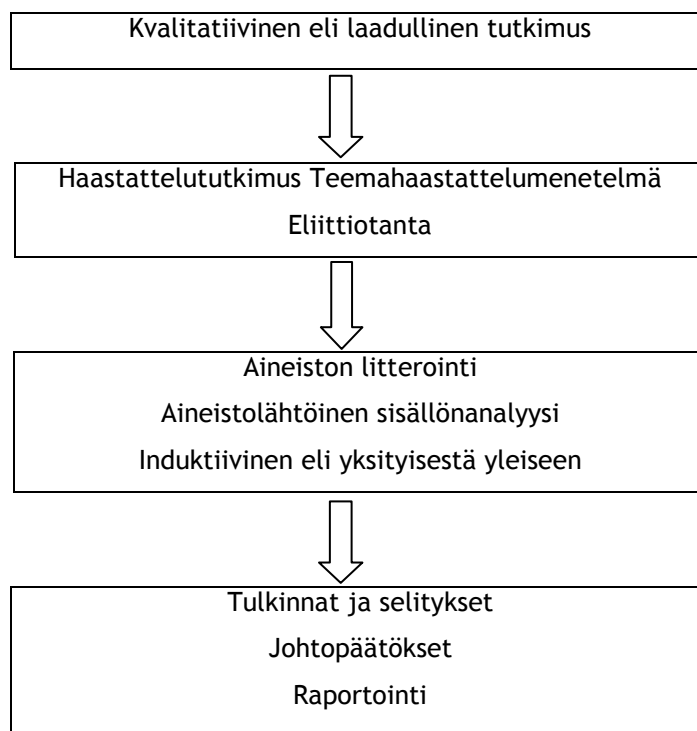 Kvalitatiivinen eli laadullinen tutkimus
Haastattelututkimus Teemahaastattelumenetelmä
Eliittiotanta
Aineiston litterointi
Aineistolähtöinen sisällönanalyysi
Induktiivinen eli yksityisestä yleiseen
Tulkinnat ja selitykset
Johtopäätökset
Raportointi